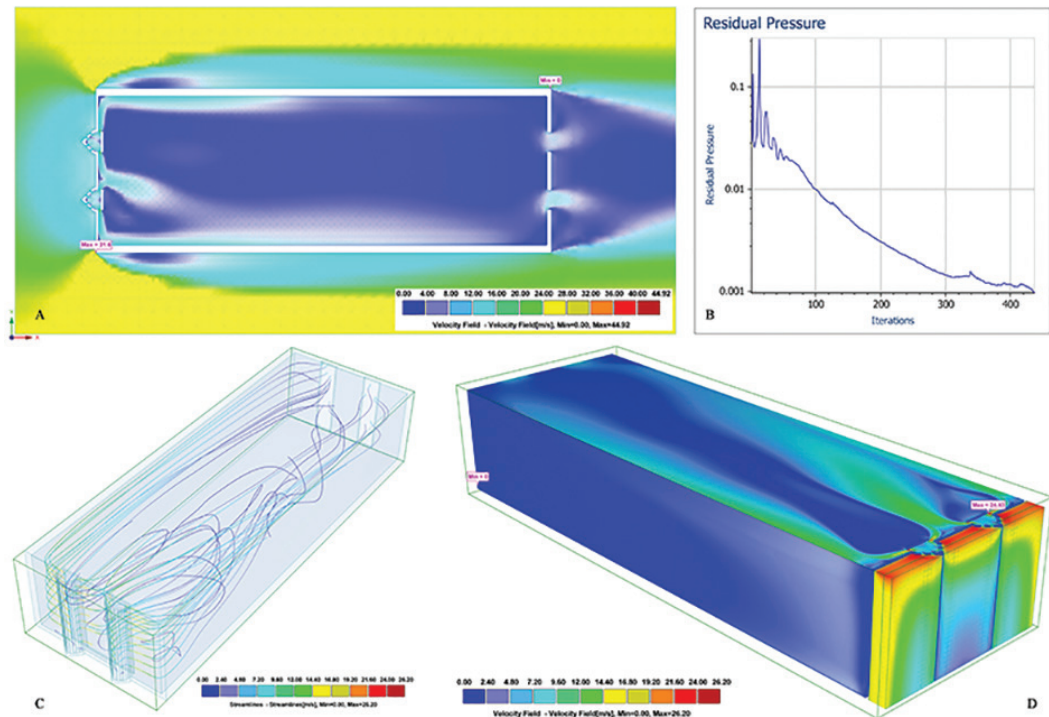 Min = 0
Max = 31.6
A
Y
X
0.00 4.00 8.00 12.00 16.00 20.00 24.00 28.00 32.00 36.00 40.00 44.92
Velocity Field - Velocity Field[m/s], Min=0.00, Max=44.92
Residual Pressure
Residual Pressure
0.1
0.01
0.001
100 200 300 400
B
Iterations
C
0.00 2.40 4.80 7.20 9.60 12.00 14.40 16.80 19.20 21.60 24.00 26.20
Streamlines - Streamlines[m/s], Min=0.00, Max=26.20
Min = 0
0.00 2.40 4.80 7.20 9.60 12.00 14.40 16.80 19.20 21.60 24.00 26.20
Velocity Field - Velocity Field[m/s], Min=0.00, Max=26.20
D